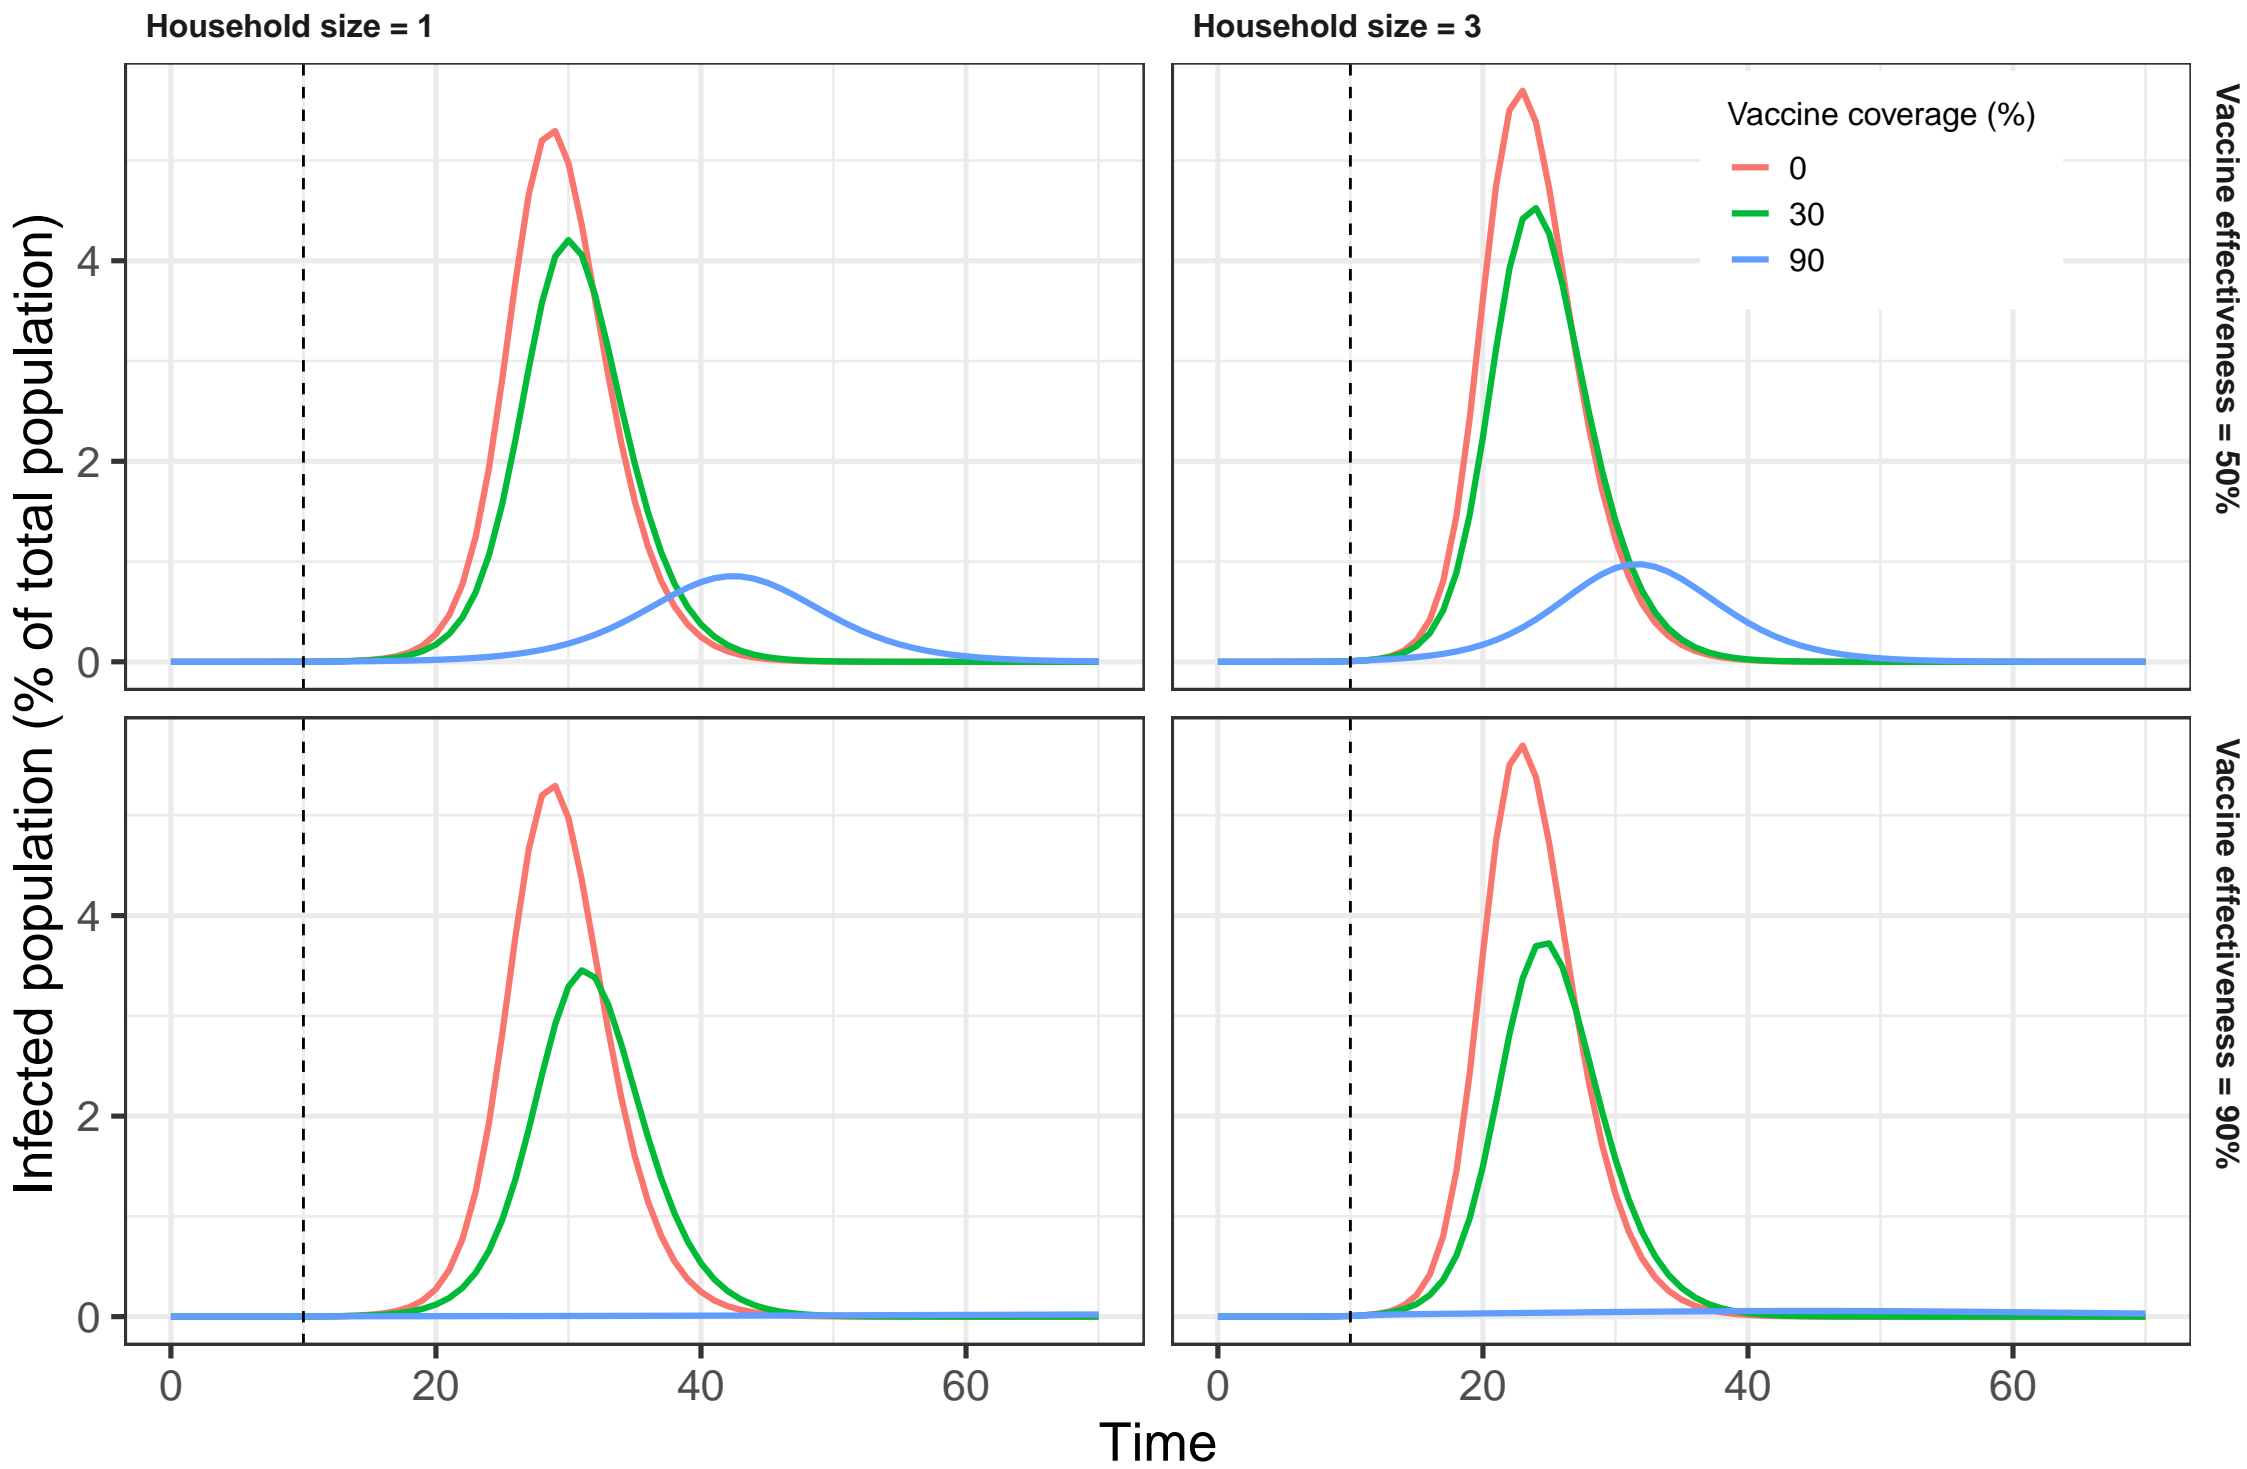 Household size = 1
Household size = 3
Vaccine coverage (%)
0
30
90
Vaccine effectiveness = 50%
Vaccine effectiveness = 90%
Infected population (% of total population)
4
2
0
4
2
0
0
20
40
60
0
20
40
60
Time